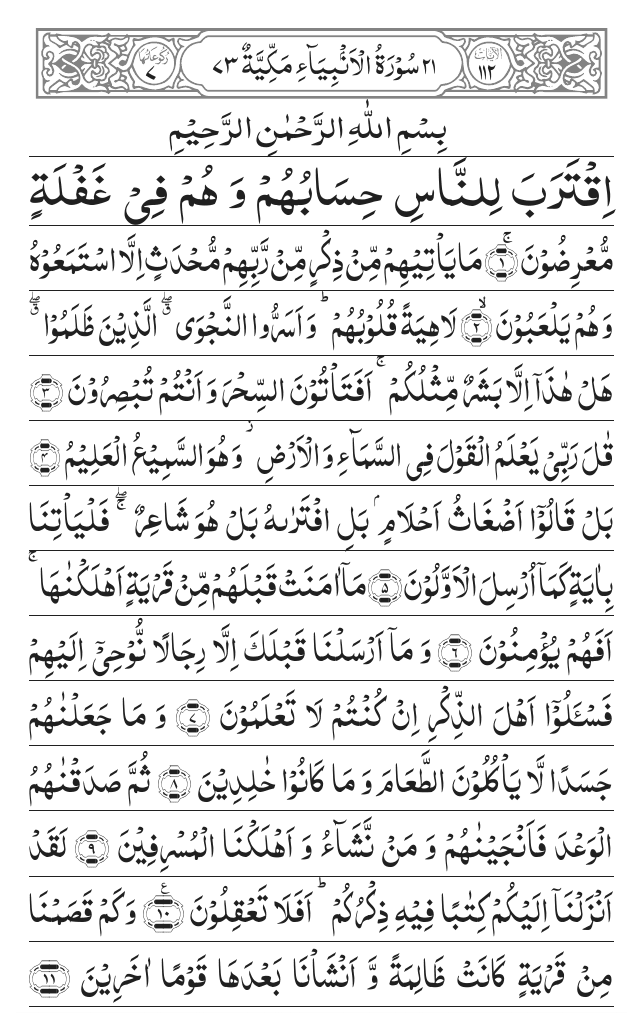 رُكُوْعَاتُهَا ٧ ٢١ سُوْرَةُ الْاَنْۢبِيَآءِ مَكِّيَّةٌ ٧٣ اٰيَاتُهَا ١١٢
بِسْمِ اللّٰهِ الرَّحْمٰنِ الرَّحِيْمِ
اِقْتَرَبَ لِلنَّاسِ حِسَابُهُمْ وَ هُمْ فِيْ غَفْلَةٍ
مُّعْرِضُوْنَ ۚ﴿١﴾ مَا يَاْتِيْهِمْ مِّنْ ذِكْرٍ مِّنْ رَّبِّهِمْ مُّحْدَثٍ اِلَّا اسْتَمَعُوْهُ
وَ هُمْ يَلْعَبُوْنَ ۙ﴿٢﴾ لَاهِيَةً قُلُوْبُهُمْ ؕ وَ اَسَرُّوا النَّجْوَى ۖۗ الَّذِيْنَ ظَلَمُوْا ۖۗ
هَلْ هٰذَاۤ اِلَّا بَشَرٌ مِّثْلُكُمْ ۚ اَفَتَاْتُوْنَ السِّحْرَ وَ اَنْتُمْ تُبْصِرُوْنَ ﴿٣﴾
قٰلَ رَبِّيْ يَعْلَمُ الْقَوْلَ فِى السَّمَآءِ وَ الْاَرْضِ ؗ وَ هُوَ السَّمِيْعُ الْعَلِيْمُ ﴿٤﴾
بَلْ قَالُوْۤا اَضْغَاثُ اَحْلَامٍۭ بَلِ افْتَرٰىهُ بَلْ هُوَ شَاعِرٌ ۖۚ فَلْيَاْتِنَا
بِاٰيَةٍ كَمَاۤ اُرْسِلَ الْاَوَّلُوْنَ ﴿٥﴾ مَاۤ اٰمَنَتْ قَبْلَهُمْ مِّنْ قَرْيَةٍ اَهْلَكْنٰهَا ۚ
اَفَهُمْ يُؤْمِنُوْنَ ﴿٦﴾ وَ مَاۤ اَرْسَلْنَا قَبْلَكَ اِلَّا رِجَالًا نُّوْحِيْۤ اِلَيْهِمْ
فَسْـَٔلُوْۤا اَهْلَ الذِّكْرِ اِنْ كُنْتُمْ لَا تَعْلَمُوْنَ ﴿٧﴾ وَ مَا جَعَلْنٰهُمْ
جَسَدًا لَّا يَاْكُلُوْنَ الطَّعَامَ وَ مَا كَانُوْا خٰلِدِيْنَ ﴿٨﴾ ثُمَّ صَدَقْنٰهُمُ
الْوَعْدَ فَاَنْجَيْنٰهُمْ وَ مَنْ نَّشَآءُ وَ اَهْلَكْنَا الْمُسْرِفِيْنَ ﴿٩﴾ لَقَدْ
اَنْزَلْنَاۤ اِلَيْكُمْ كِتٰبًا فِيْهِ ذِكْرُكُمْ ؕ اَفَلَا تَعْقِلُوْنَ ﴿١٠﴾ وَ كَمْ قَصَمْنَا
مِنْ قَرْيَةٍ كَانَتْ ظَالِمَةً وَّ اَنْشَاْنَا بَعْدَهَا قَوْمًا اٰخَرِيْنَ ﴿١١﴾